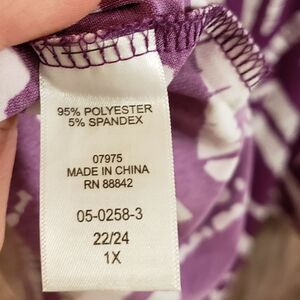 95% POLYESTER
5% SPANDEX
07975
MADE IN CHINA
RN 88842
05-0258-3
22/24
1X